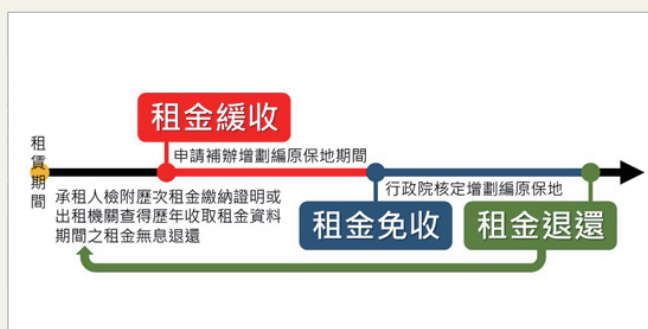 租金緩收
租賃期間
申請補辦增劃編原保地期間
行政院核定增劃編原保地
承租人檢附歷次租金繳納證明或
出租機關查得歷年收取租金資料
期間之租金無息退還
租金免收
租金退還